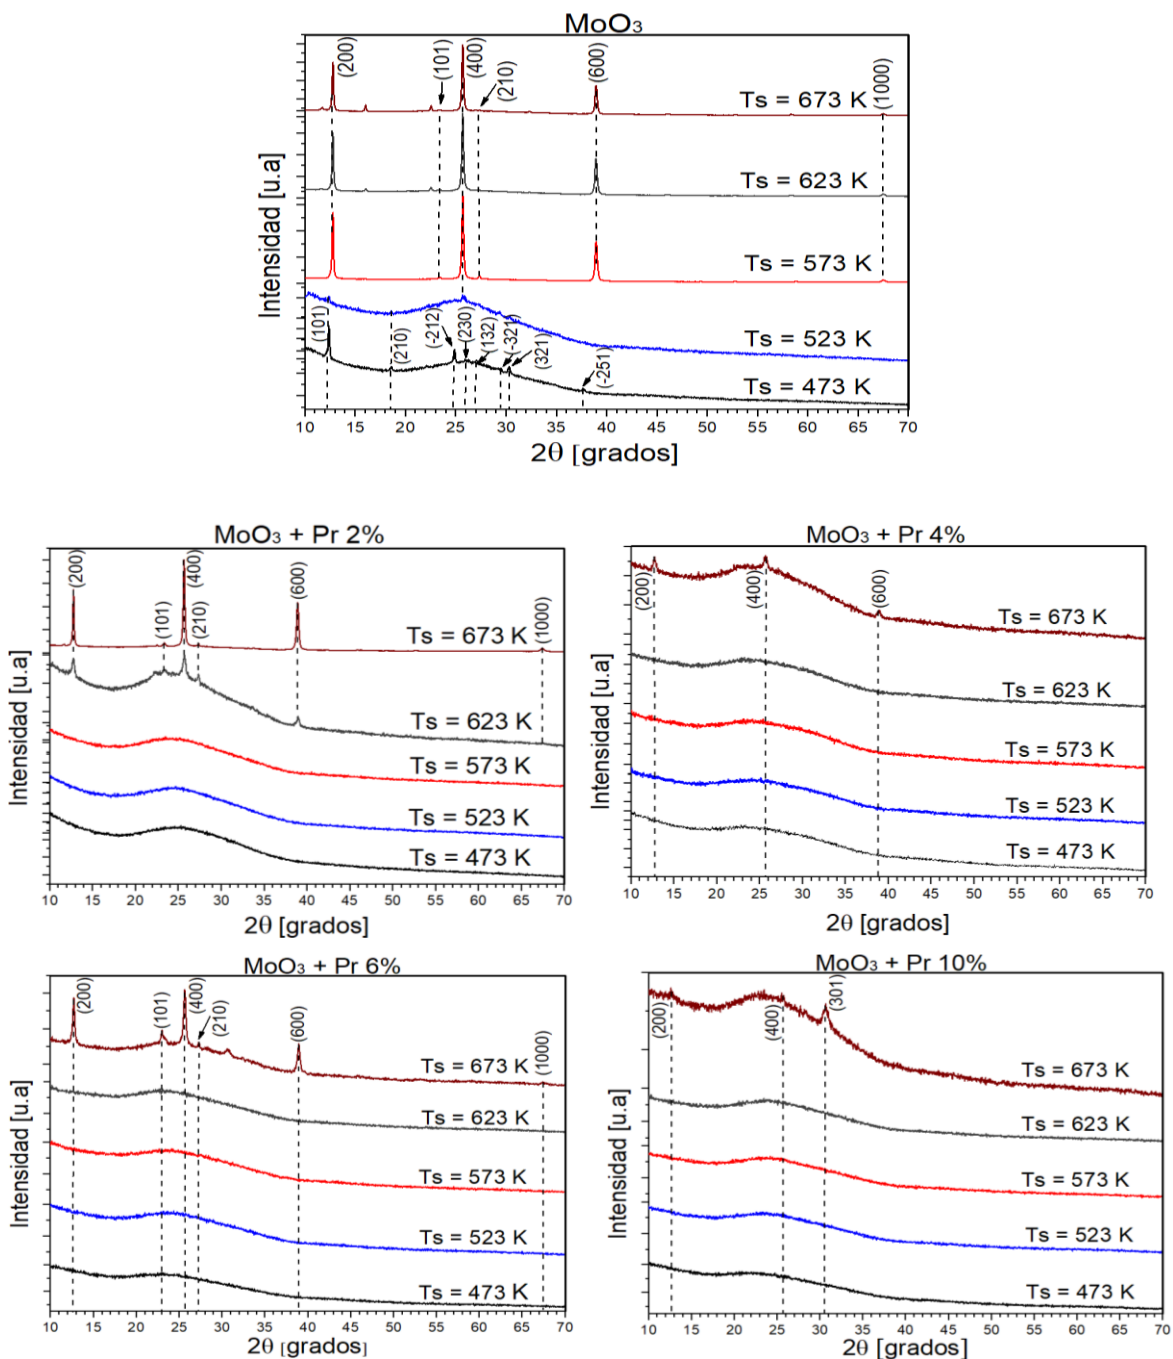 MoO₃
(200)
(101)
(400)
(210)
(600)
(1000)
Ts = 673 K
Ts = 623 K
Ts = 573 K
Ts = 523 K
Ts = 473 K
(101)
(210)
(-212)
(230)
(132)
(-321)
(321)
(-251)
Intensidad [u.a]
10 15 20 25 30 35 40 45 50 55 60 65 70
2θ [grados]
MoO₃ + Pr 2%
(200)
(101)
(400)
(210)
(600)
(1000)
Ts = 673 K
Ts = 623 K
Ts = 573 K
Ts = 523 K
Ts = 473 K
Intensidad [u.a]
10 15 20 25 30 35 40 45 50 55 60 65 70
2θ [grados]
MoO₃ + Pr 4%
(200)
(400)
(600)
Ts = 673 K
Ts = 623 K
Ts = 573 K
Ts = 523 K
Ts = 473 K
Intensidad [u.a]
10 15 20 25 30 35 40 45 50 55 60 65 70
2θ [grados]
MoO₃ + Pr 6%
(200)
(101)
(400)
(210)
(600)
(1000)
Ts = 673 K
Ts = 623 K
Ts = 573 K
Ts = 523 K
Ts = 473 K
Intensidad [u.a]
10 15 20 25 30 35 40 45 50 55 60 65 70
2θ [grados]
MoO₃ + Pr 10%
(200)
(400)
(301)
Ts = 673 K
Ts = 623 K
Ts = 573 K
Ts = 523 K
Ts = 473 K
Intensidad [u.a]
10 15 20 25 30 35 40 45 50 55 60 65 70
2θ [grados]